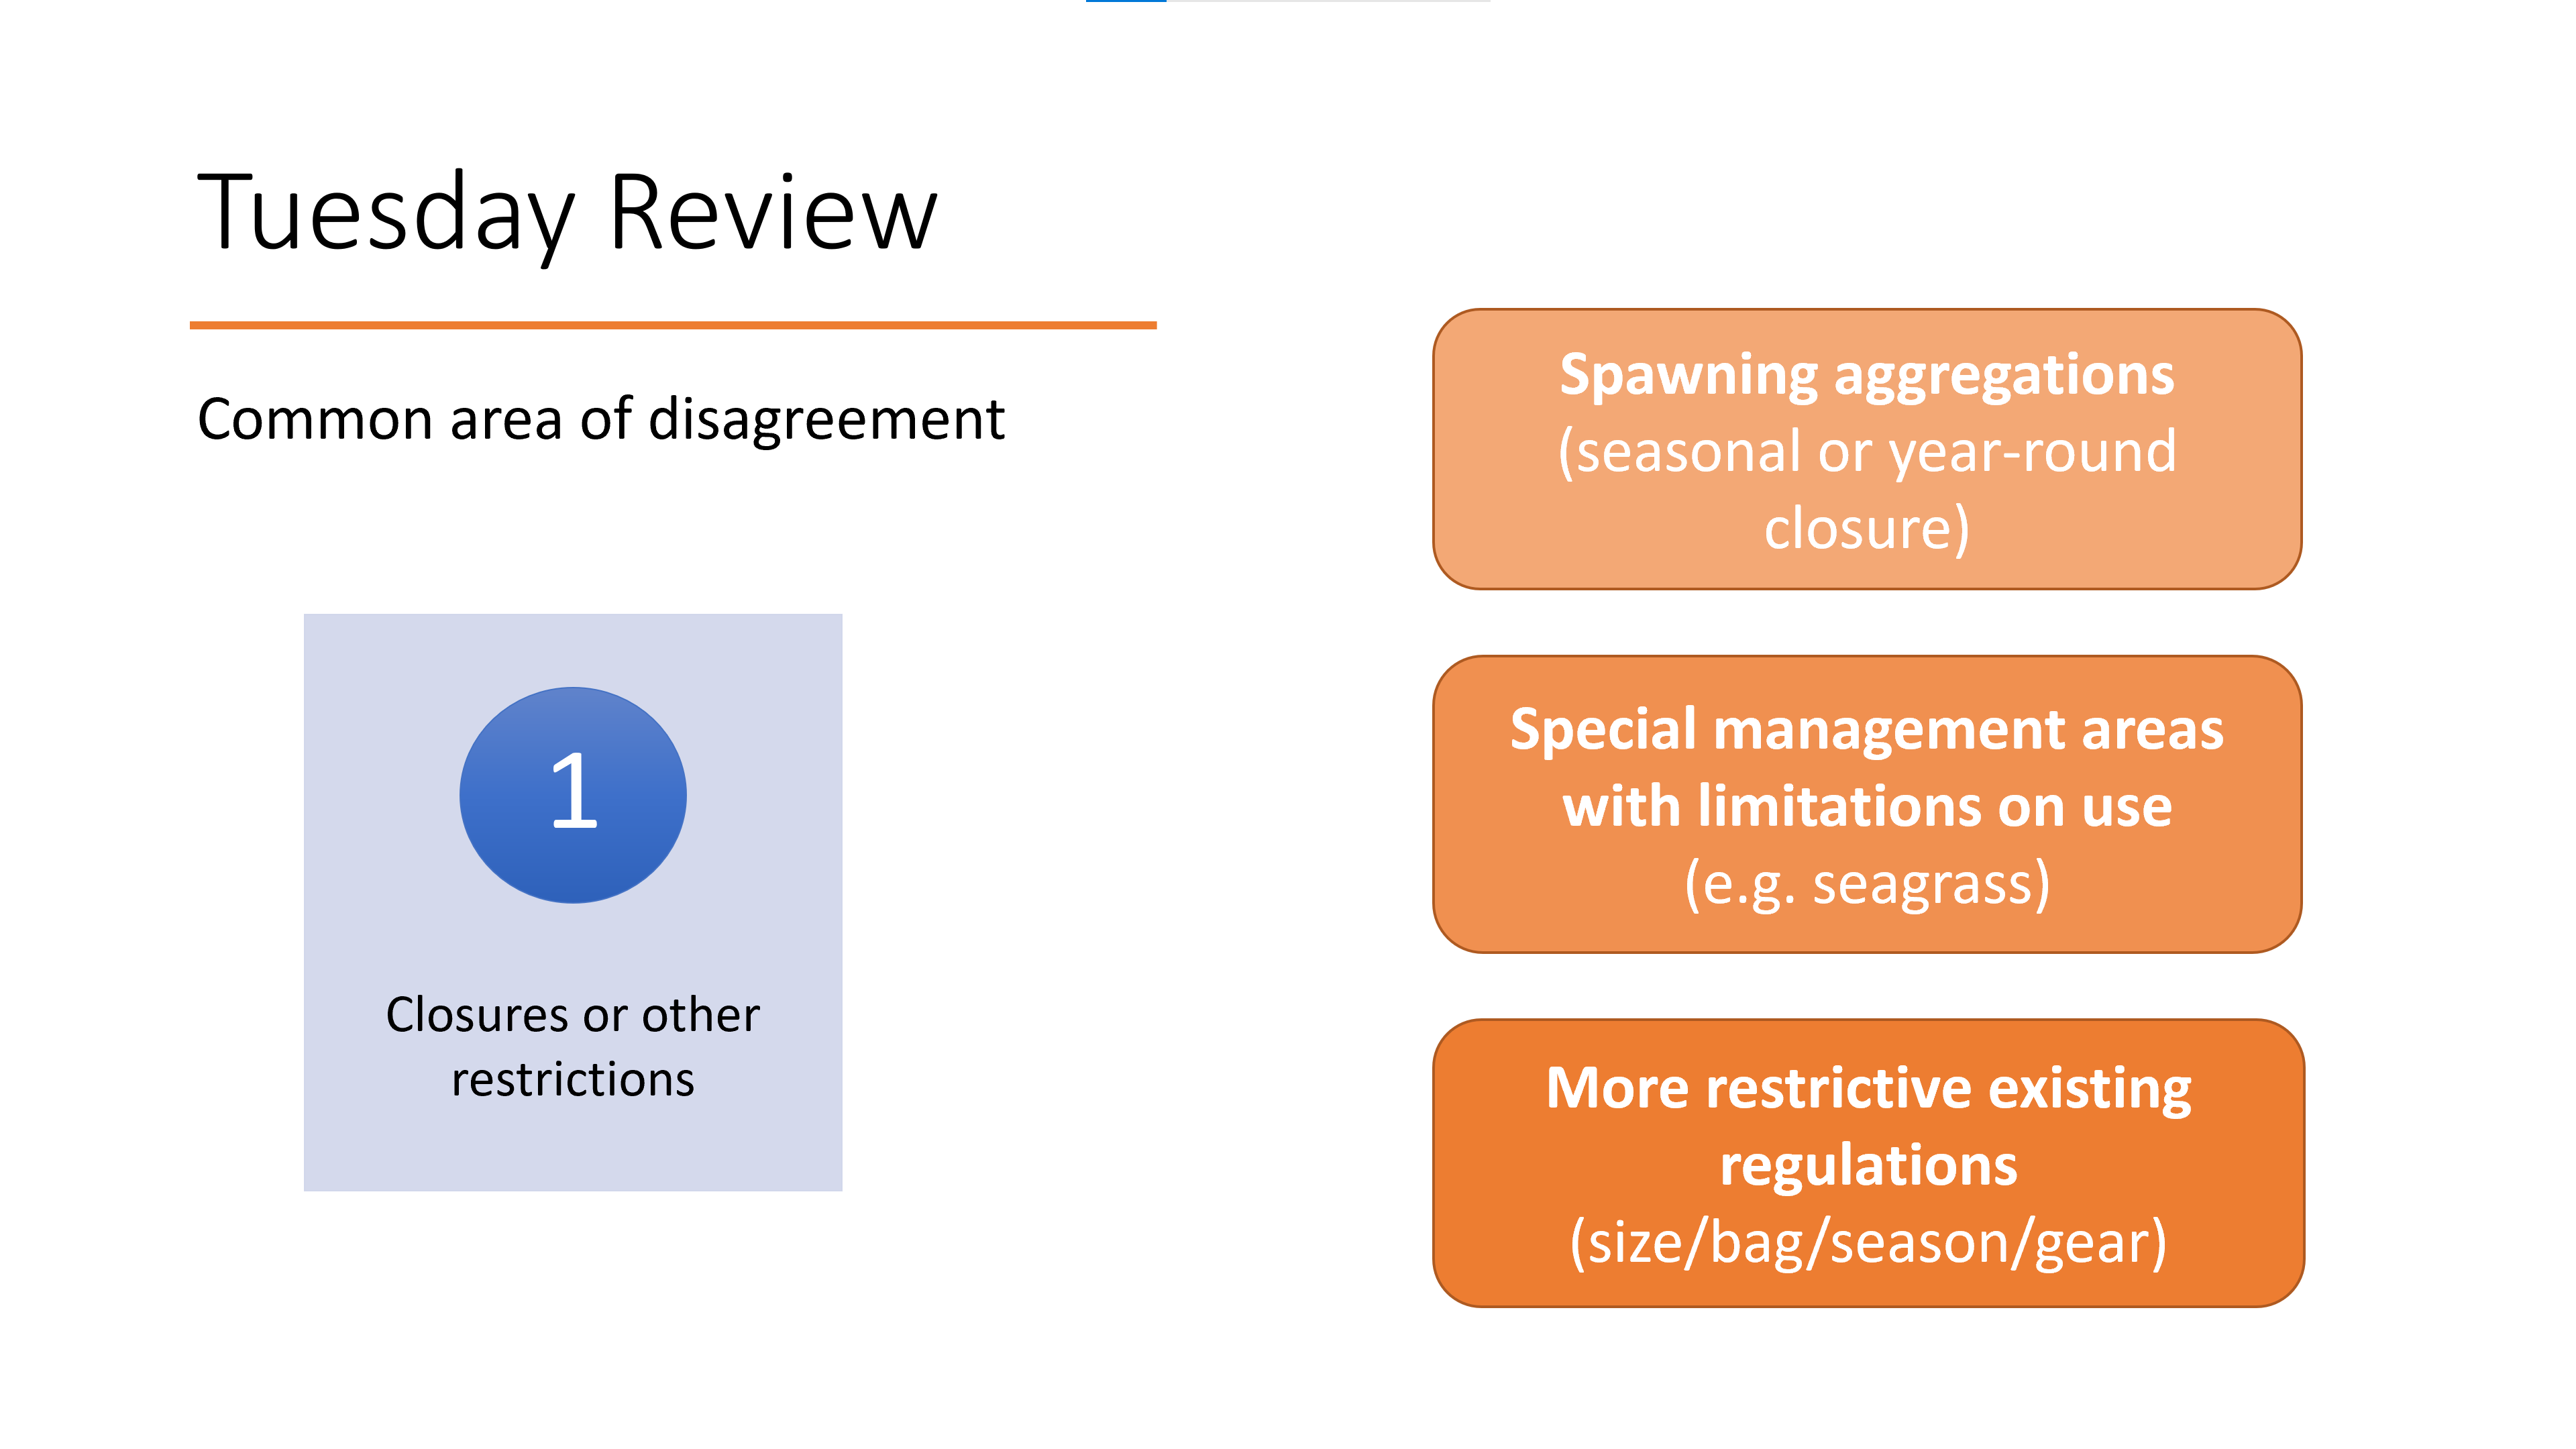 Tuesday Review
Common area of disagreement
1
Closures or other
restrictions
Spawning aggregations
(seasonal or year-round
closure)
Special management areas
with limitations on use
(e.g. seagrass)
More restrictive existing
regulations
(size/bag/season/gear)